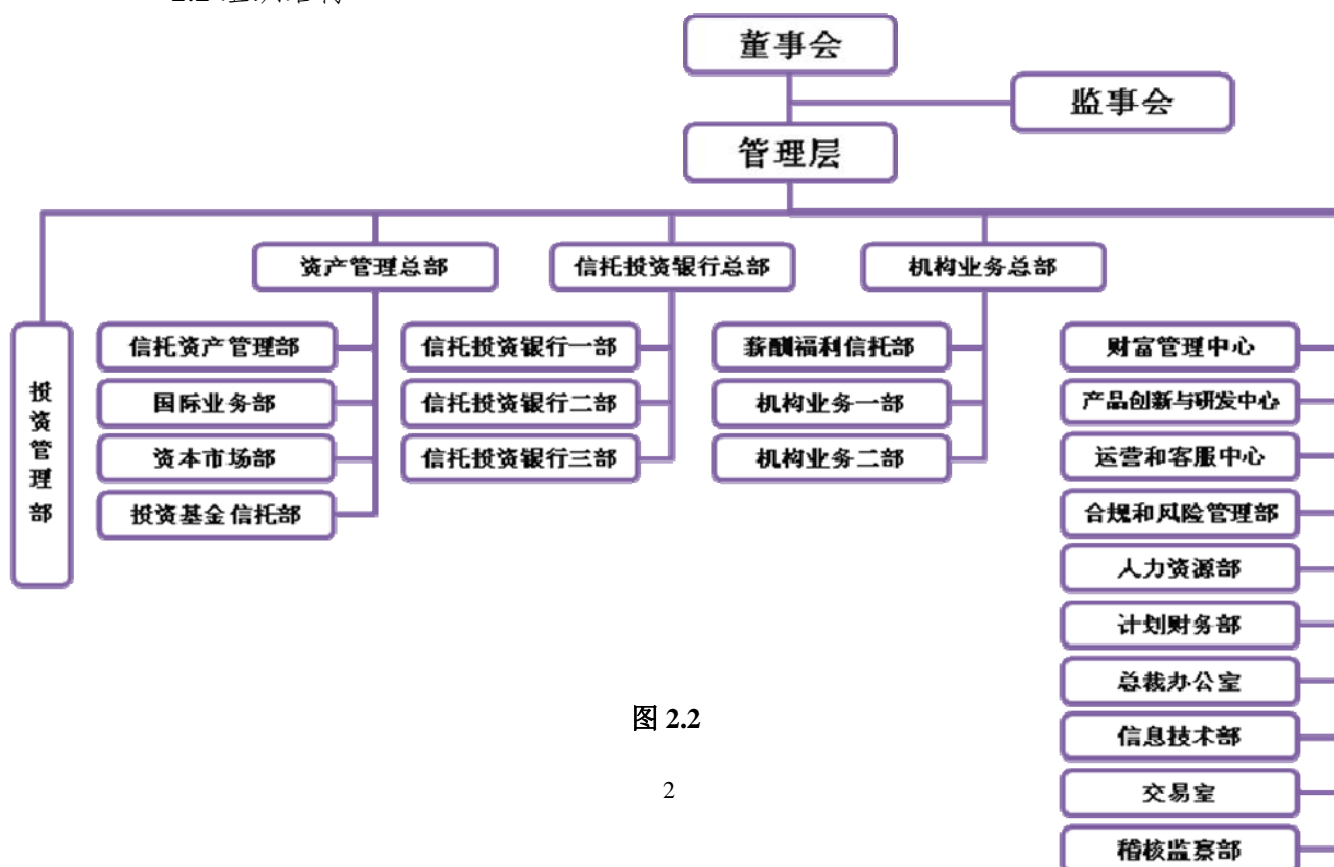 2.2 组织结构
董事会
监事会
管理层
资产管理总部
信托投资银行总部
机构业务总部
投资管理部
信托资产管理部
国际业务部
资本市场部
投资基金信托部
信托投资银行一部
信托投资银行二部
信托投资银行三部
薪酬福利信托部
机构业务一部
机构业务二部
财富管理中心
产品创新与研发中心
运营和客服中心
合规和风险管理部
人力资源部
计划财务部
总裁办公室
信息技术部
交易室
稽核监察部
图 2.2
2